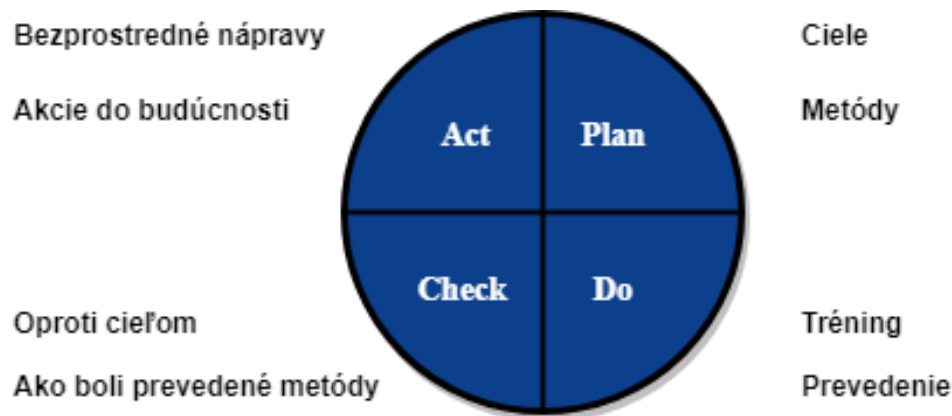 Bezprostredné nápravy
Ciele
Akcie do budúcnosti
Metódy
Act
Plan
Check
Do
Oproti cieľom
Tréning
Ako boli prevedené metódy
Prevedenie